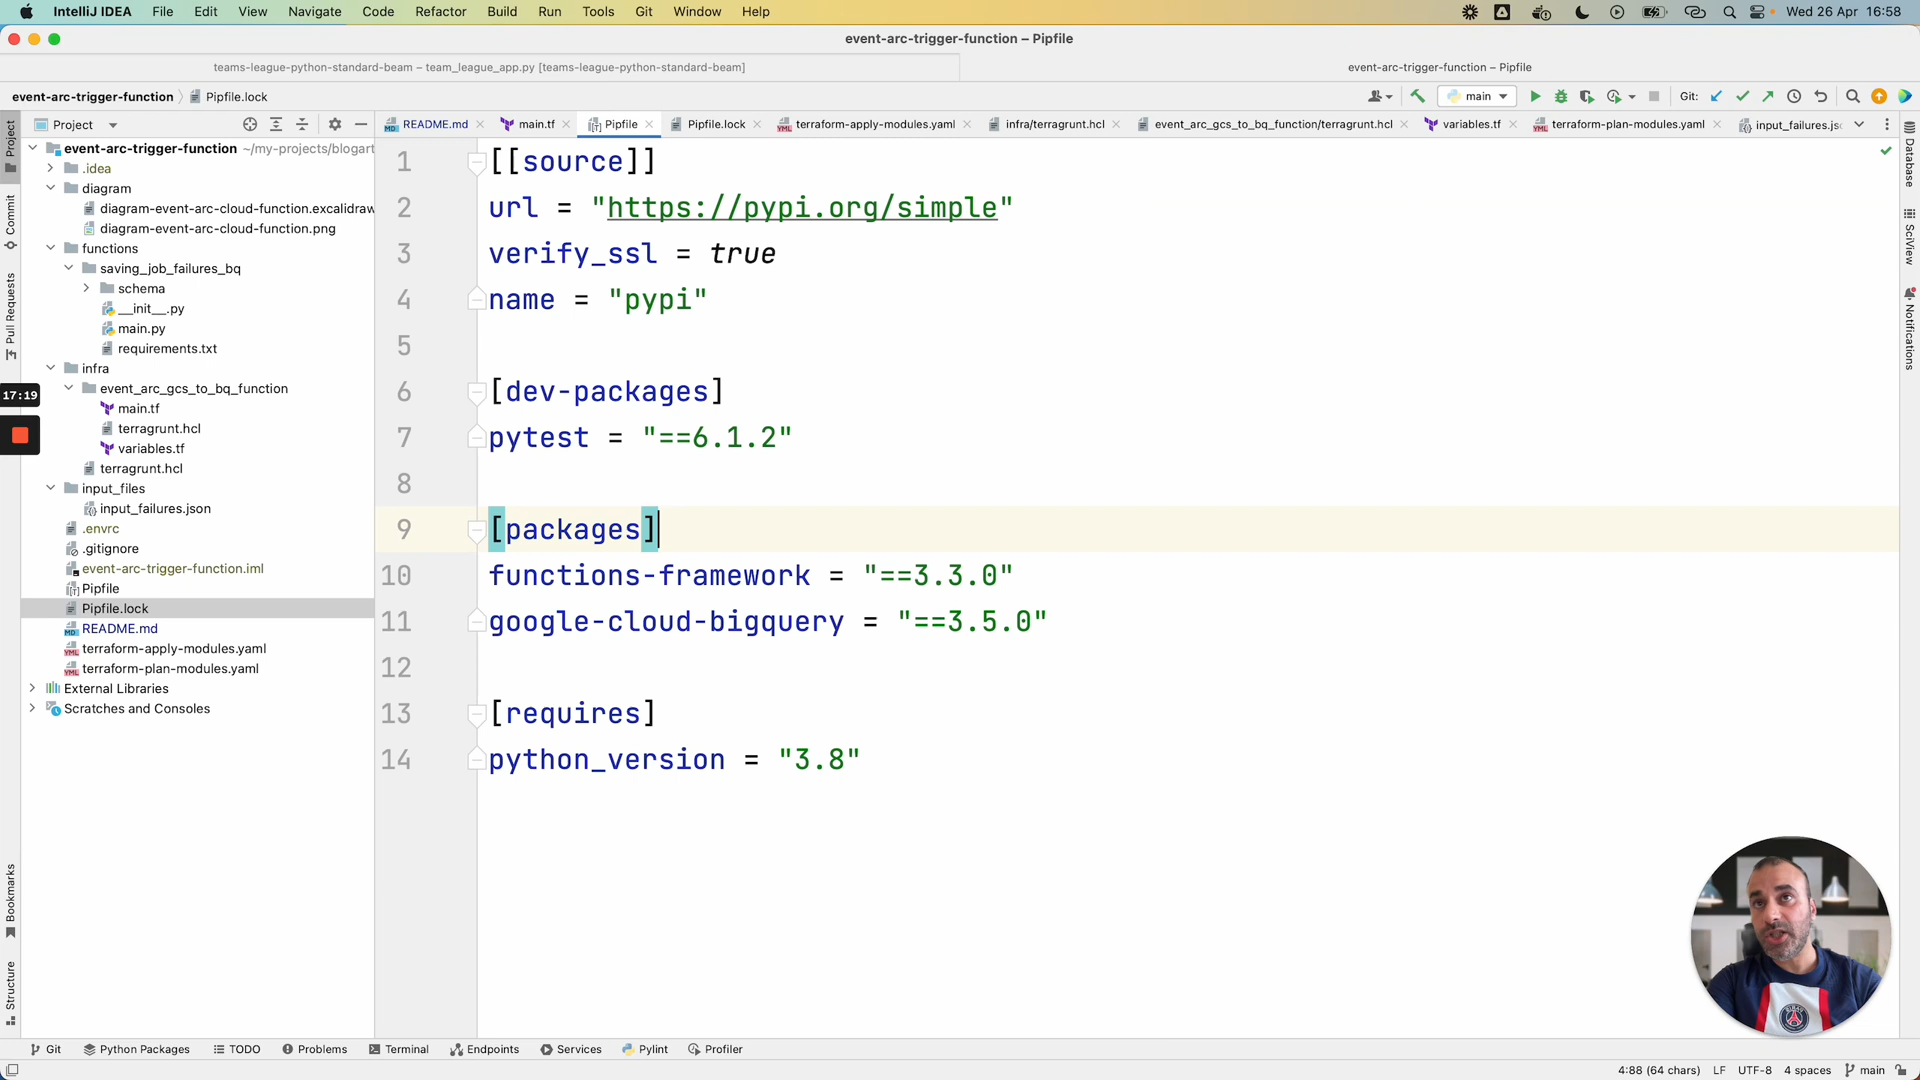 IntelliJ IDEA File Edit View Navigate Code Refactor Build Run Tools Git Window Help
Wed 26 Apr 16:58
event-arc-trigger-function – Pipfile
teams-league-python-standard-beam – team_league_app.py [teams-league-python-standard-beam]
event-arc-trigger-function – Pipfile
event-arc-trigger-function
Pipfile.lock
main
Git:
Project
README.md
main.tf
Pipfile
Pipfile.lock
terraform-apply-modules.yaml
infra/terragrunt.hcl
event_arc_gcs_to_bq_function/terragrunt.hcl
variables.tf
terraform-plan-modules.yaml
input_failures.jsc
Project
Commit
Pull Requests
17:19
Bookmarks
Structure
event-arc-trigger-function ~/my-projects/blogart
.idea
diagram
diagram-event-arc-cloud-function.excalidraw
diagram-event-arc-cloud-function.png
functions
saving_job_failures_bq
schema
__init__.py
main.py
requirements.txt
infra
event_arc_gcs_to_bq_function
main.tf
terragrunt.hcl
variables.tf
terragrunt.hcl
input_files
input_failures.json
.envrc
.gitignore
event-arc-trigger-function.iml
Pipfile
Pipfile.lock
README.md
terraform-apply-modules.yaml
terraform-plan-modules.yaml
External Libraries
Scratches and Consoles
1 [[source]]
2 url = "https://pypi.org/simple"
3 verify_ssl = true
4 name = "pypi"
5
6 [dev-packages]
7 pytest = "==6.1.2"
8
9 [packages]
10 functions-framework = "==3.3.0"
11 google-cloud-bigquery = "==3.5.0"
12
13 [requires]
14 python_version = "3.8"
Database
SciView
Notifications
Git
Python Packages
TODO
Problems
Terminal
Endpoints
Services
Pylint
Profiler
4:88 (64 chars) LF UTF-8 4 spaces main